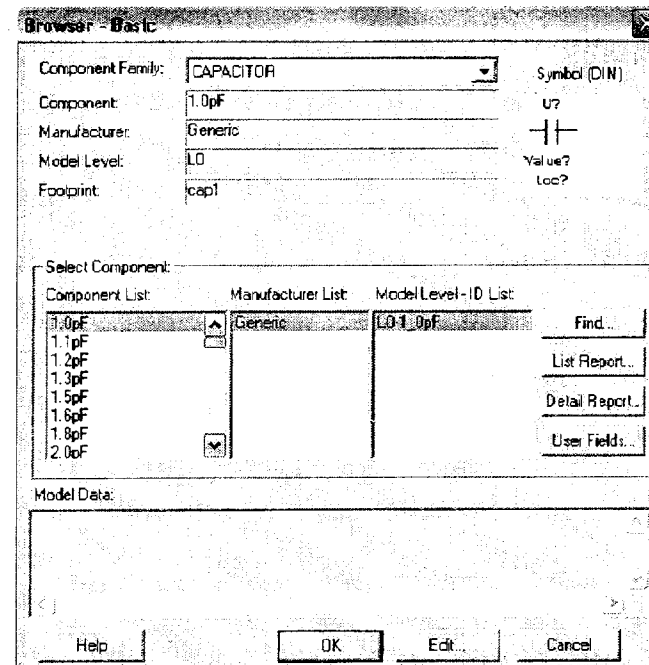 Browser - Basic
Component Family: CAPACITOR
Symbol (DIN)
Component: 1.0pF
U?
Manufacturer: Generic
Model Level: L0
Value?
Footprint: cap1
Loc?
Select Component:
Component List: Manufacturer List: Model Level - ID List:
1.0pF Generic L0 1_0pF
1.1pF
1.2pF
1.3pF
1.5pF
1.6pF
1.8pF
2.0pF
Find...
List Report...
Detail Report...
User Fields...
Model Data:
Help OK Edit... Cancel